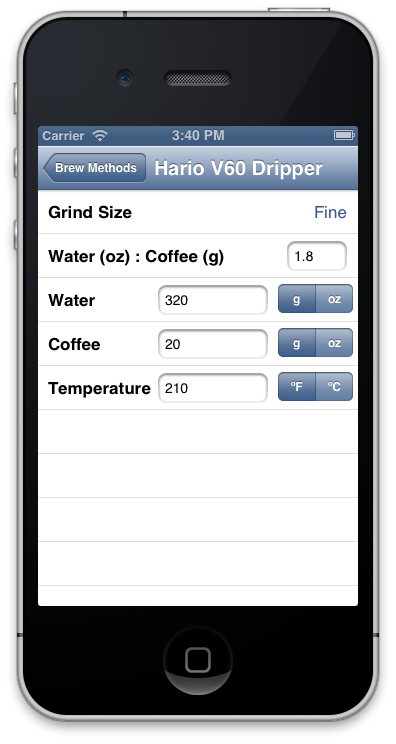 Carrier 3:40 PM
Brew Methods Hario V60 Dripper
Grind Size Fine
Water (oz) : Coffee (g) 1.8
Water 320 g oz
Coffee 20 g oz
Temperature 210 °F °C